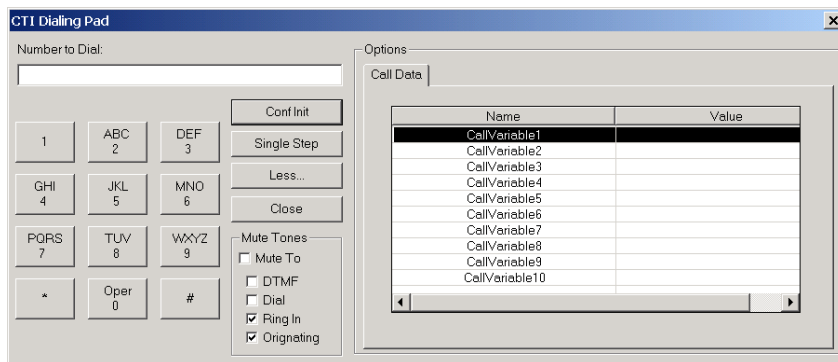 CTI Dialing Pad
Number to Dial:
1
ABC
2
DEF
3
GHI
4
JKL
5
MNO
6
PQRS
7
TUV
8
WXYZ
9
*
Oper
0
#
Conf Init
Single Step
Less...
Close
Mute Tones
Mute To
DTMF
Dial
Ring In
Orignating
Options
Call Data
Name Value
CallVariable1
CallVariable2
CallVariable3
CallVariable4
CallVariable5
CallVariable6
CallVariable7
CallVariable8
CallVariable9
CallVariable10